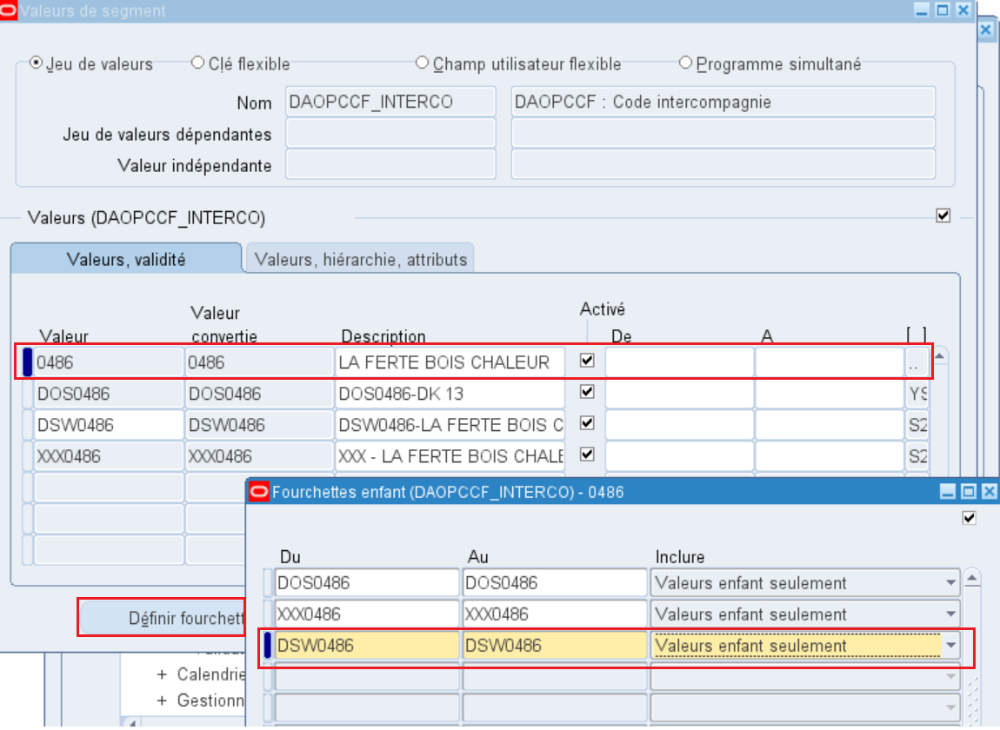 Valeurs de segment
Jeu de valeurs Clé flexible Champ utilisateur flexible Programme simultané
Nom DAOPCCF_INTERCO DAOPCCF : Code intercompagnie
Jeu de valeurs dépendantes
Valeur indépendante
Valeurs (DAOPCCF_INTERCO)
Valeurs, validité Valeurs, hiérarchie, attributs
Valeur Valeur convertie Description Activé De A [ ]
0486 0486 LA FERTE BOIS CHALEUR ..
DOS0486 DOS0486 DOS0486-DK 13 YS
DSW0486 DSW0486 DSW0486-LA FERTE BOIS C S2
XXX0486 XXX0486 XXX - LA FERTE BOIS CHALE S2
Fourchettes enfant (DAOPCCF_INTERCO) - 0486
Du Au Inclure
DOS0486 DOS0486 Valeurs enfant seulement
XXX0486 XXX0486 Valeurs enfant seulement
DSW0486 DSW0486 Valeurs enfant seulement
Définir fourchett
+ Calendrie
+ Gestionn